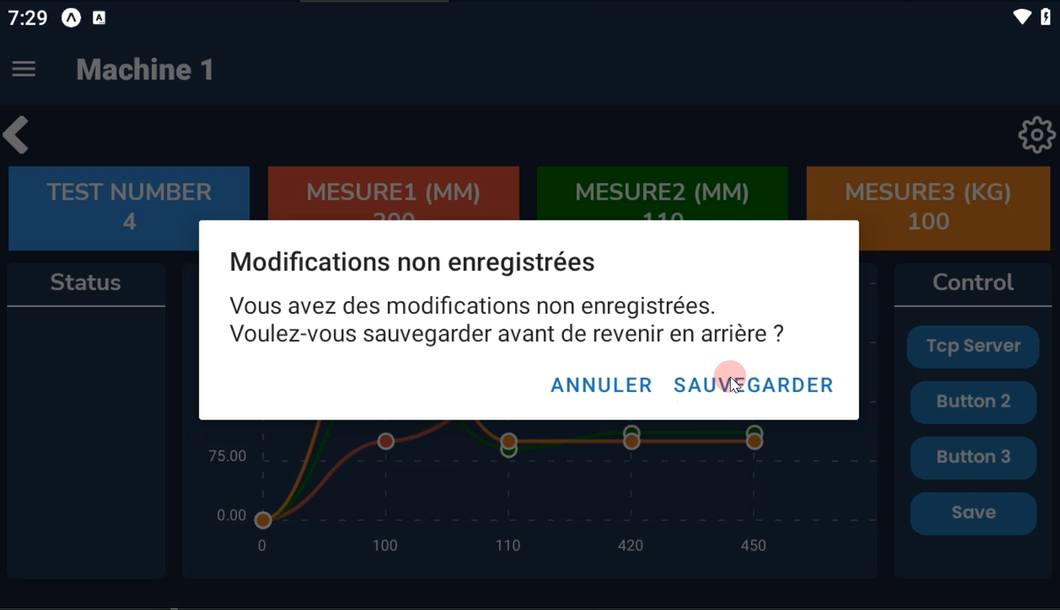 7:29
Machine 1
TEST NUMBER
4
MESURE1 (MM)
200
MESURE2 (MM)
110
MESURE3 (KG)
100
Status
Modifications non enregistrées
Vous avez des modifications non enregistrées.
Voulez-vous sauvegarder avant de revenir en arrière ?
ANNULER SAUVEGARDER
75.00
0.00
0 100 110 420 450
Control
Tcp Server
Button 2
Button 3
Save